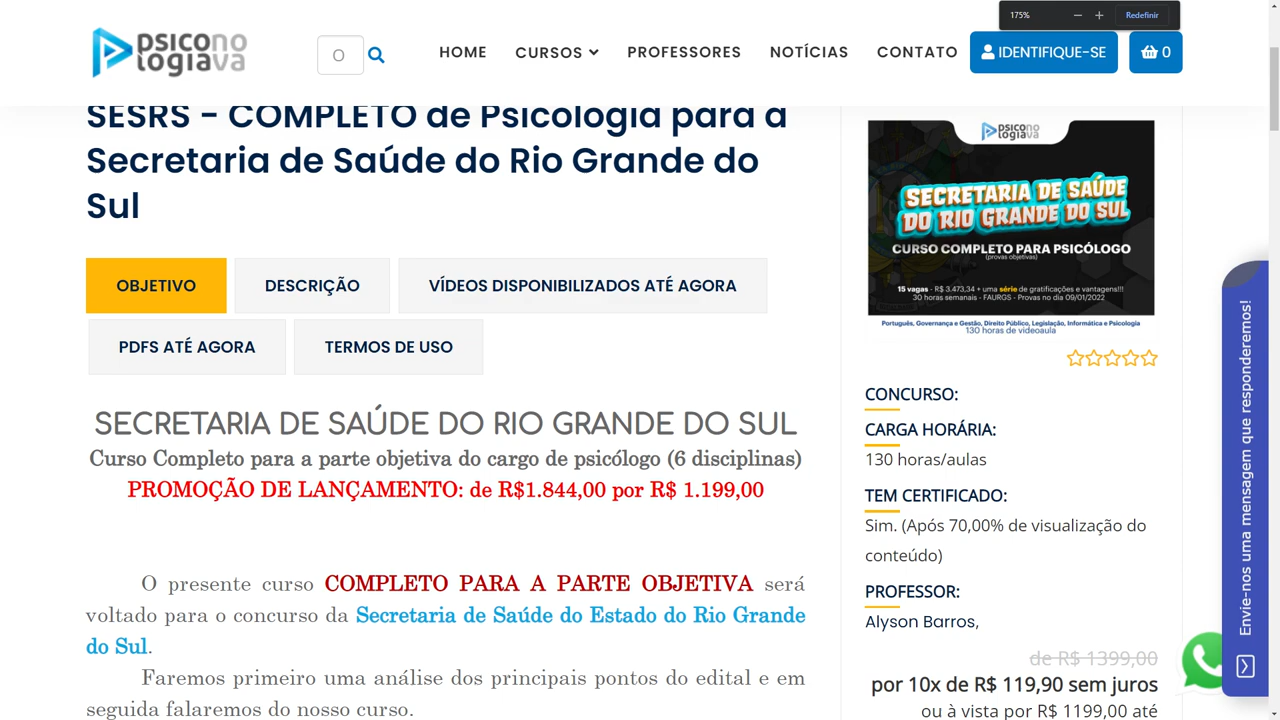 175%
Redefinir
psicono
logiava
HOME
CURSOS
PROFESSORES
NOTÍCIAS
CONTATO
IDENTIFIQUE-SE
0
SESRS - COMPLETO de Psicologia para a
Secretaria de Saúde do Rio Grande do
Sul
OBJETIVO
DESCRIÇÃO
VÍDEOS DISPONIBILIZADOS ATÉ AGORA
PDFS ATÉ AGORA
TERMOS DE USO
SECRETARIA DE SAÚDE DO RIO GRANDE DO SUL
Curso Completo para a parte objetiva do cargo de psicólogo (6 disciplinas)
PROMOÇÃO DE LANÇAMENTO: de R$1.844,00 por R$ 1.199,00
O presente curso COMPLETO PARA A PARTE OBJETIVA será
voltado para o concurso da Secretaria de Saúde do Estado do Rio Grande
do Sul.
Faremos primeiro uma análise dos principais pontos do edital e em
seguida falaremos do nosso curso.
psicono
logiava
SECRETARIA DE SAÚDE
DO RIO GRANDE DO SUL
CURSO COMPLETO PARA PSICÓLOGO
(provas objetivas)
15 vagas - R$ 3.473,34 + uma série de gratificações e vantagens!!!
30 horas semanais - FAURGS - Provas no dia 09/01/2022
Português, Governança e Gestão, Direito Público, Legislação, Informática e Psicologia
130 horas de videoaula
CONCURSO:
CARGA HORÁRIA:
130 horas/aulas
TEM CERTIFICADO:
Sim. (Após 70,00% de visualização do
conteúdo)
PROFESSOR:
Alyson Barros,
de R$ 1399,00
por 10x de R$ 119,90 sem juros
ou à vista por R$ 1199,00 até
Envie-nos uma mensagem que responderemos!